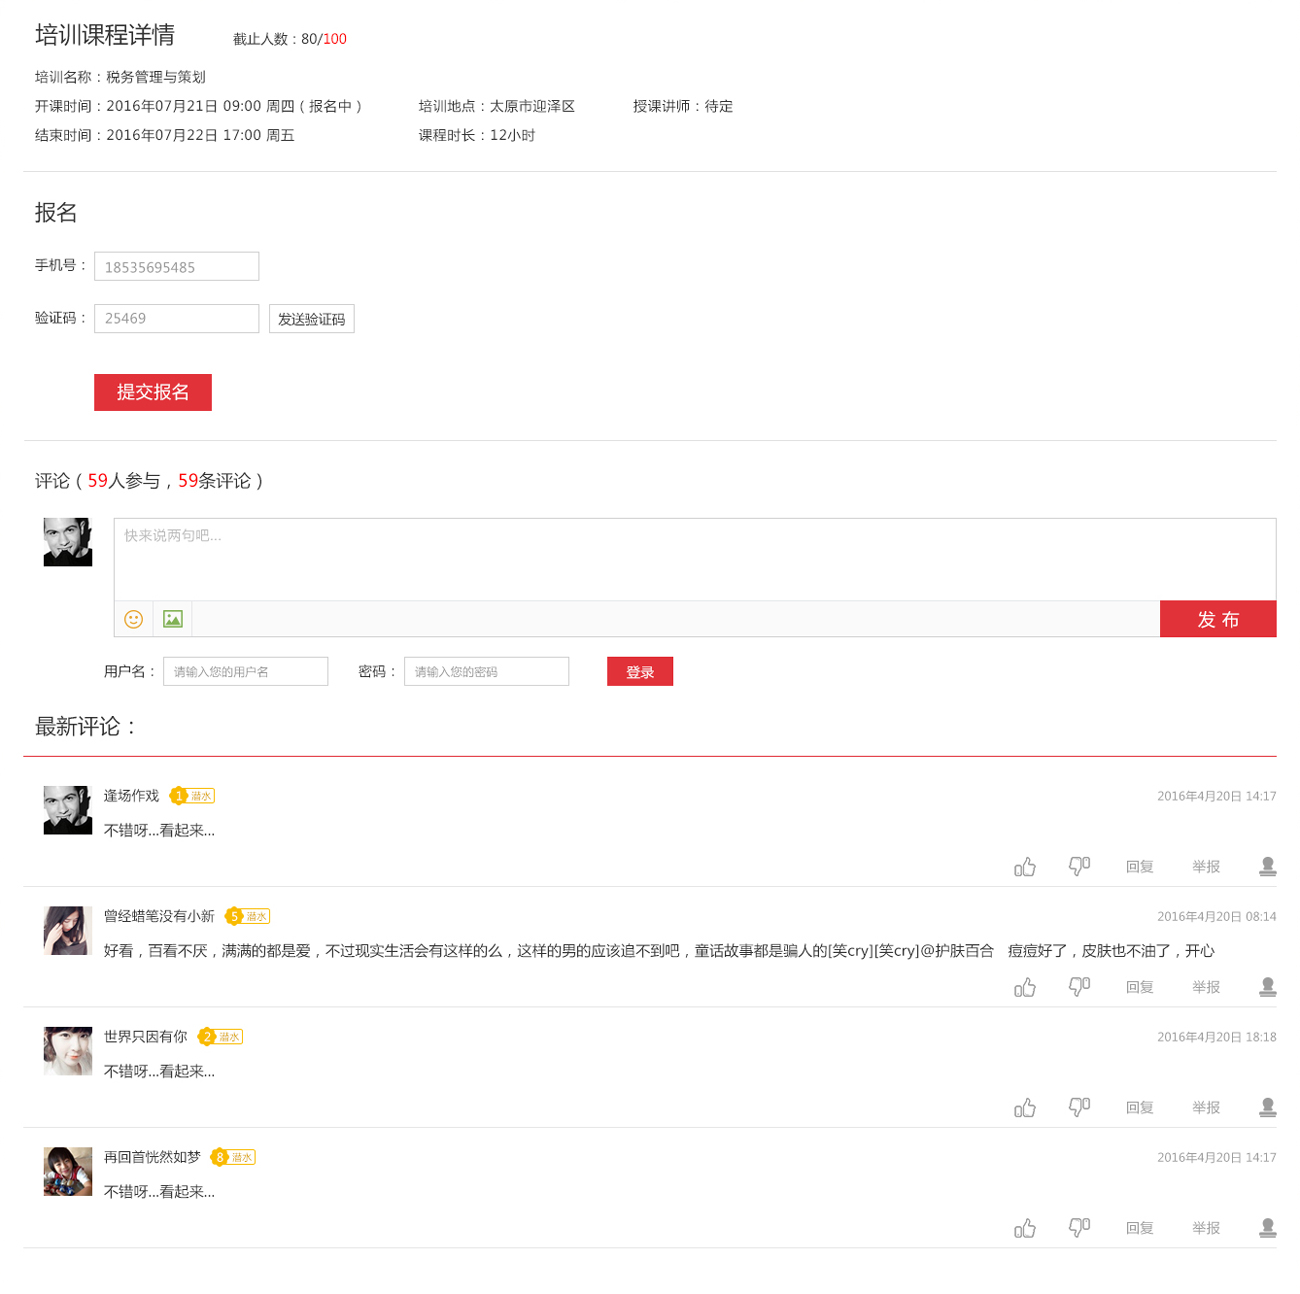 培训课程详情 截止人数：80/100
培训名称：税务管理与策划
开课时间：2016年07月21日 09:00 周四（报名中） 培训地点：太原市迎泽区 授课讲师：待定
结束时间：2016年07月22日 17:00 周五 课程时长：12小时
报名
手机号： 18535695485
验证码： 25469 发送验证码
提交报名
评论（59人参与，59条评论）
快来说两句吧...
发 布
用户名： 请输入您的用户名 密码： 请输入您的密码 登录
最新评论：
逢场作戏 1 潜水 2016年4月20日 14:17
不错呀...看起来...
回复 举报
曾经蜡笔没有小新 5 潜水 2016年4月20日 08:14
好看，百看不厌，满满的都是爱，不过现实生活会有这样的么，这样的男的应该追不到吧，童话故事都是骗人的[笑cry][笑cry]@护肤百合 痘痘好了，皮肤也不油了，开心
回复 举报
世界只因有你 2 潜水 2016年4月20日 18:18
不错呀...看起来...
回复 举报
再回首恍然如梦 8 潜水 2016年4月20日 14:17
不错呀...看起来...
回复 举报